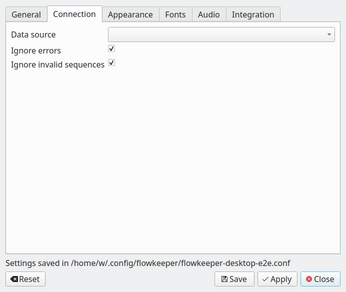 General Connection Appearance Fonts Audio Integration
Data source
Ignore errors
Ignore invalid sequences
Settings saved in /home/w/.config/flowkeeper/flowkeeper-desktop-e2e.conf
Reset Save Apply Close